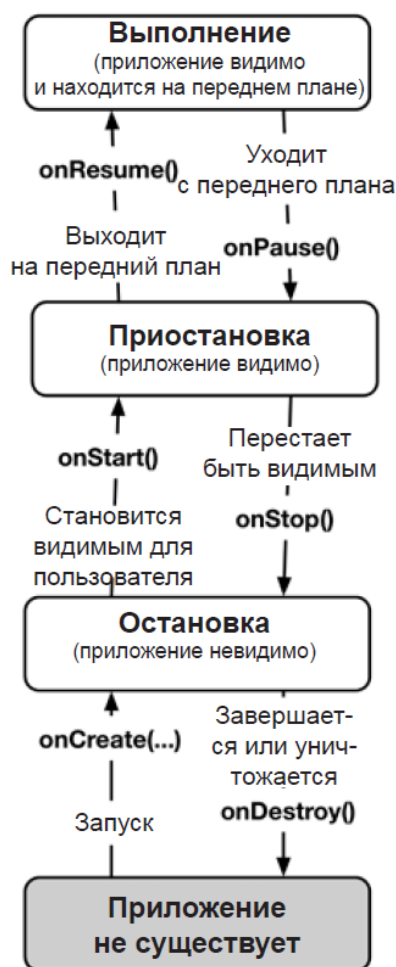 Выполнение
(приложение видимо
и находится на переднем плане)
onResume()
Уходит
с переднего плана
Выходит
на передний план
onPause()
Приостановка
(приложение видимо)
onStart()
Перестает
быть видимым
Становится
видимым для
пользователя
onStop()
Остановка
(приложение невидимо)
onCreate(...)
Завершает-
ся или унич-
тожается
Запуск
onDestroy()
Приложение
не существует